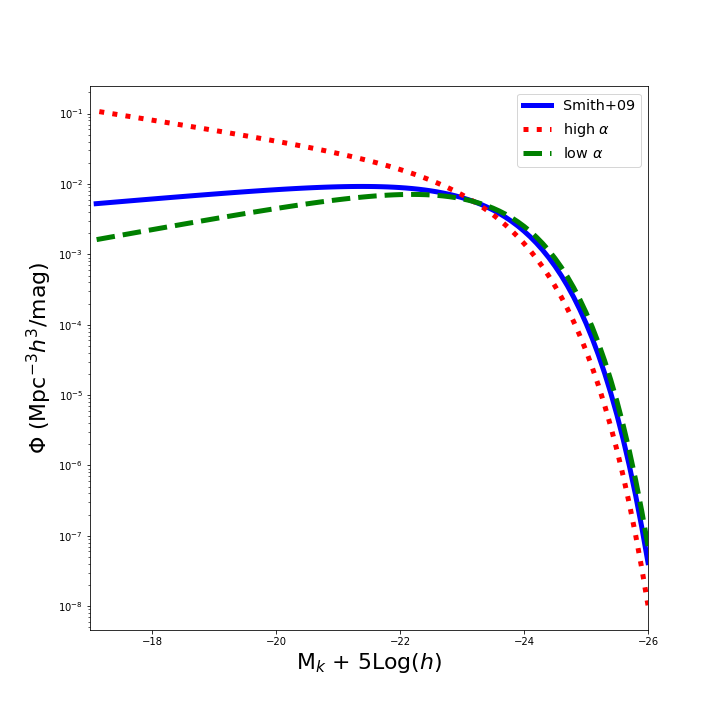 Smith+09
high α
low α
Φ (Mpc⁻³h³/mag)
10⁻¹
10⁻²
10⁻³
10⁻⁴
10⁻⁵
10⁻⁶
10⁻⁷
10⁻⁸
−18 −20 −22 −24 −26
Mₖ + 5Log(h)